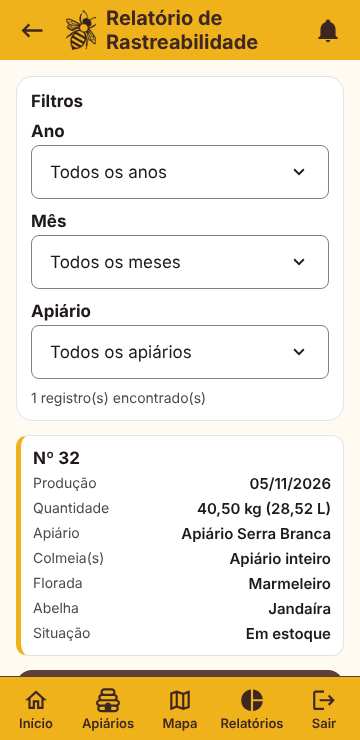 Relatório de
Rastreabilidade
Filtros
Ano
Todos os anos
Mês
Todos os meses
Apiário
Todos os apiários
1 registro(s) encontrado(s)
Nº 32
Produção 05/11/2026
Quantidade 40,50 kg (28,52 L)
Apiário Apiário Serra Branca
Colmeia(s) Apiário inteiro
Florada Marmeleiro
Abelha Jandaíra
Situação Em estoque
Início Apiários Mapa Relatórios Sair